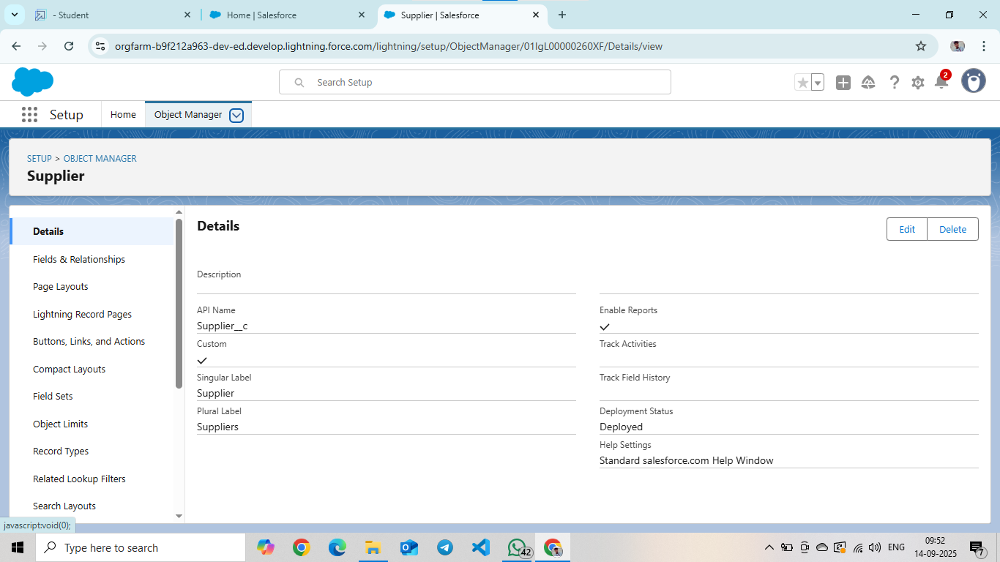 - Student
Home | Salesforce
Supplier | Salesforce
orgfarm-b9f212a963-dev-ed.develop.lightning.force.com/lightning/setup/ObjectManager/01IgL00000260XF/Details/view
Search Setup
2
Setup
Home
Object Manager
SETUP > OBJECT MANAGER
Supplier
Details
Fields & Relationships
Page Layouts
Lightning Record Pages
Buttons, Links, and Actions
Compact Layouts
Field Sets
Object Limits
Record Types
Related Lookup Filters
Search Layouts
Details
Edit
Delete
Description
API Name
Supplier__c
Custom
Singular Label
Supplier
Plural Label
Suppliers
Enable Reports
Track Activities
Track Field History
Deployment Status
Deployed
Help Settings
Standard salesforce.com Help Window
javascript:void(0);
Type here to search
42
ENG
09:52
14-09-2025
7